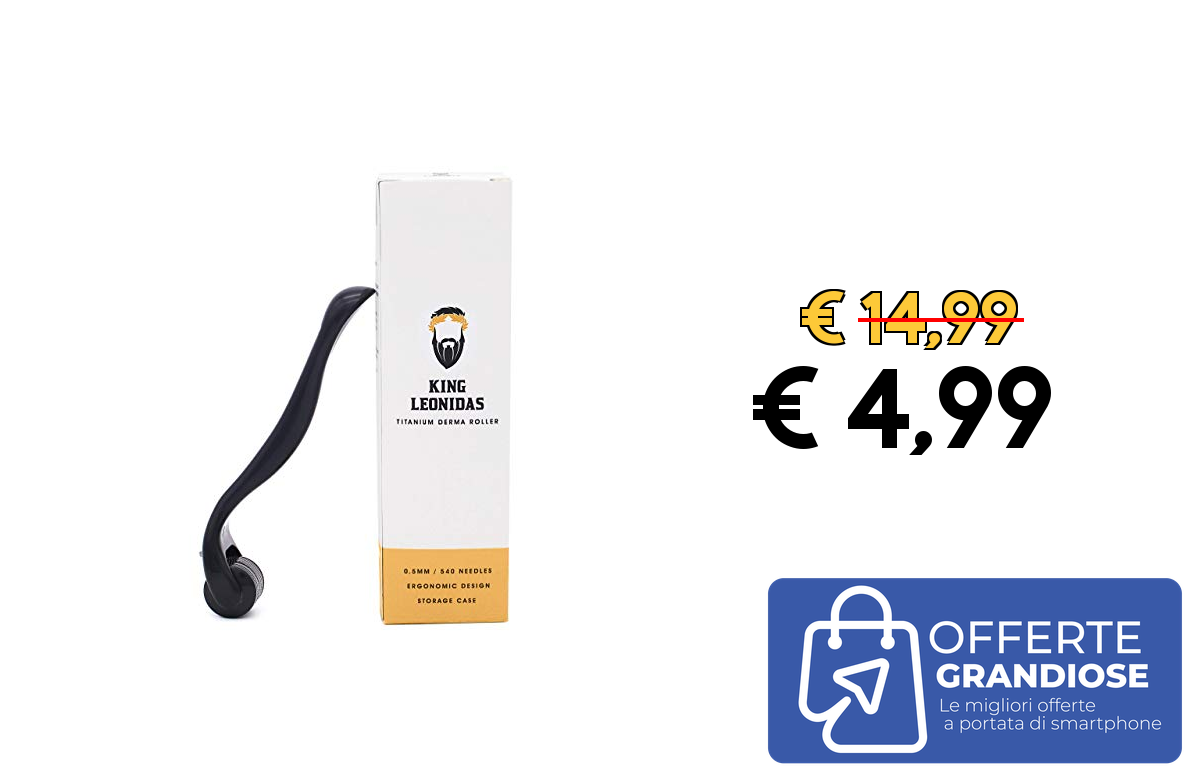 KING
LEONIDAS
TITANIUM DERMA ROLLER
0.5MM / 540 NEEDLES
ERGONOMIC DESIGN
STORAGE CASE
€ 14,99
€ 4,99
OFFERTE
GRANDIOSE
Le migliori offerte
a portata di smartphone